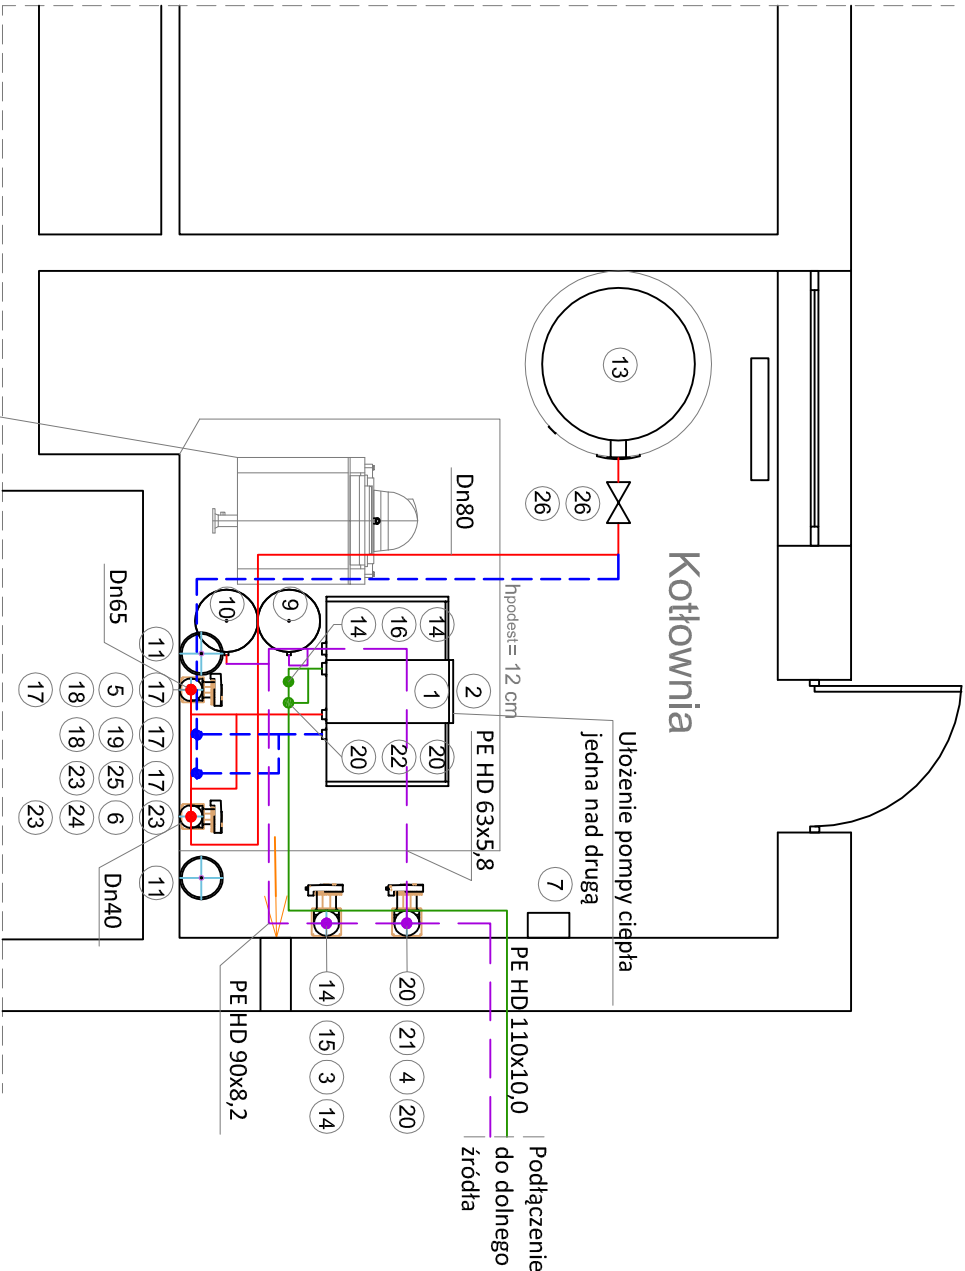 Kotłownia
Ułożenie pompy ciepła
jedna nad drugą
13
26
26
7
Podłączenie
do dolnego
źródła
PE HD 110x10,0
hpodest= 12 cm
PE HD 63x5,8
Dn80
2
1
14 20
16 22
14 20
20 21 4 20
14 15 3 14
9
10
PE HD 90x8,2
11 17 17 17 23 11
5 19 25 6
18 18 23 24
17 23
Dn65
Dn40